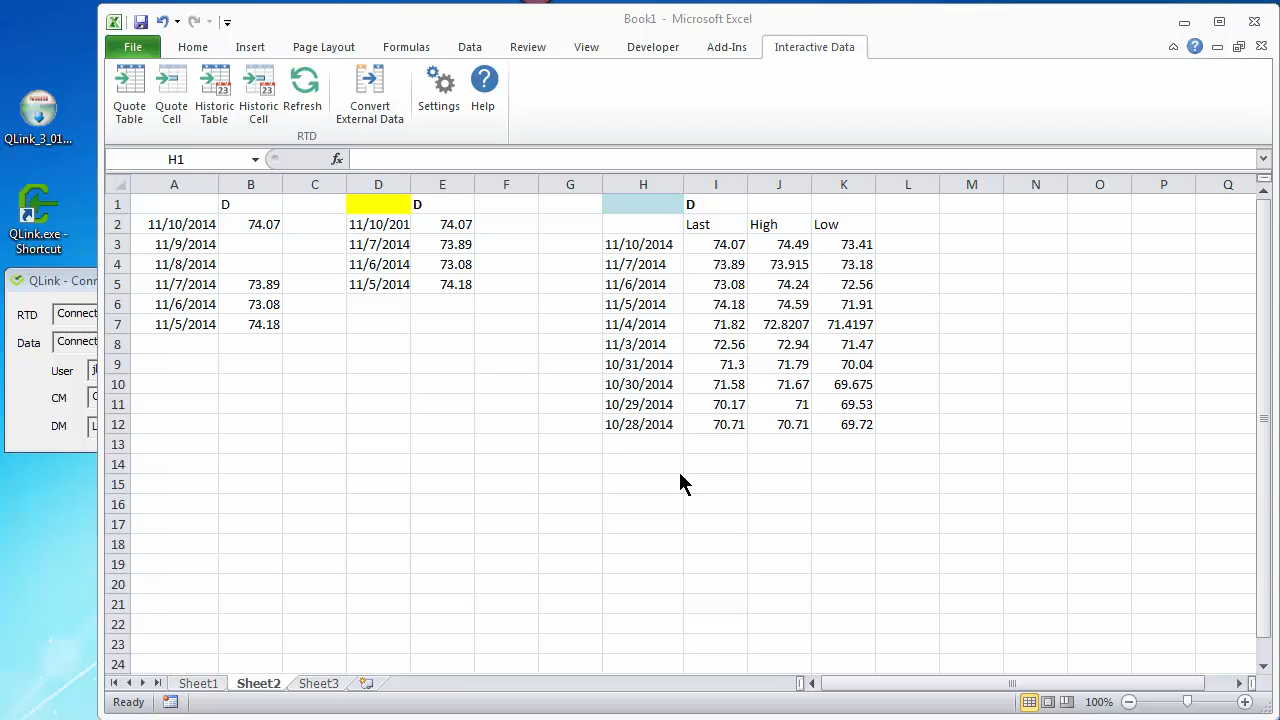 Book1 - Microsoft Excel
File Home Insert Page Layout Formulas Data Review View Developer Add-Ins Interactive Data
Quote Table
Quote Cell
Historic Table
Historic Cell
Refresh
Convert External Data
Settings
Help
RTD
H1 fx
A B C D E F G H I J K L M N O P Q
1 D D D
2 11/10/2014 74.07 11/10/201 74.07 Last High Low
3 11/9/2014 11/7/2014 73.89 11/10/2014 74.07 74.49 73.41
4 11/8/2014 11/6/2014 73.08 11/7/2014 73.89 73.915 73.18
5 11/7/2014 73.89 11/5/2014 74.18 11/6/2014 73.08 74.24 72.56
6 11/6/2014 73.08 11/5/2014 74.18 74.59 71.91
7 11/5/2014 74.18 11/4/2014 71.82 72.8207 71.4197
8 11/3/2014 72.56 72.94 71.47
9 10/31/2014 71.3 71.79 70.04
10 10/30/2014 71.58 71.67 69.675
11 10/29/2014 70.17 71 69.53
12 10/28/2014 70.71 70.71 69.72
13
14
15
16
17
18
19
20
21
22
23
24
Sheet1 Sheet2 Sheet3
Ready 100%
QLink_3_01...
QLink.exe - Shortcut
QLink - Conn
RTD Connect
Data Connect
User
CM
DM L